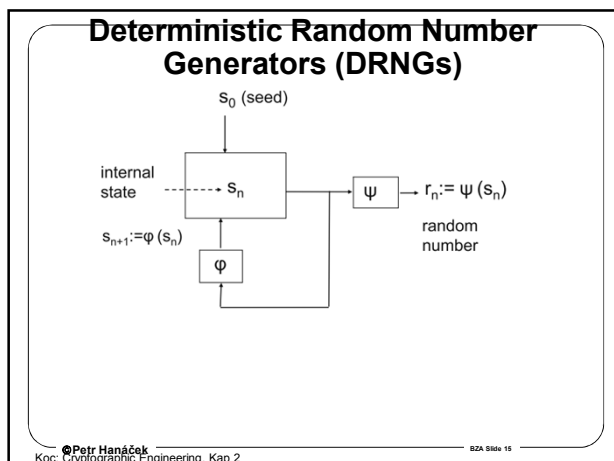 Deterministic Random Number
Generators (DRNGs)
s₀ (seed)
internal
state
sₙ
ψ
rₙ:= ψ (sₙ)
random
number
sₙ₊₁:=φ (sₙ)
φ
©Petr Hanáček
BZA Slide 15
Koc: Cryptographic Engineering, Kap 2